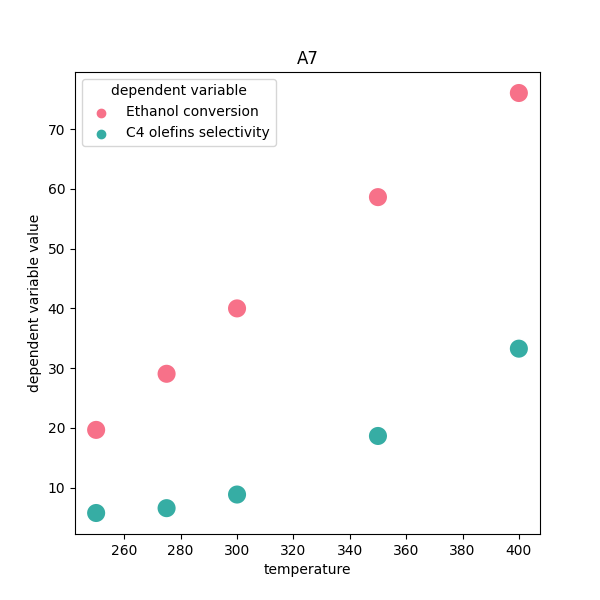 A7
dependent variable
Ethanol conversion
C4 olefins selectivity
dependent variable value
70
60
50
40
30
20
10
260 280 300 320 340 360 380 400
temperature